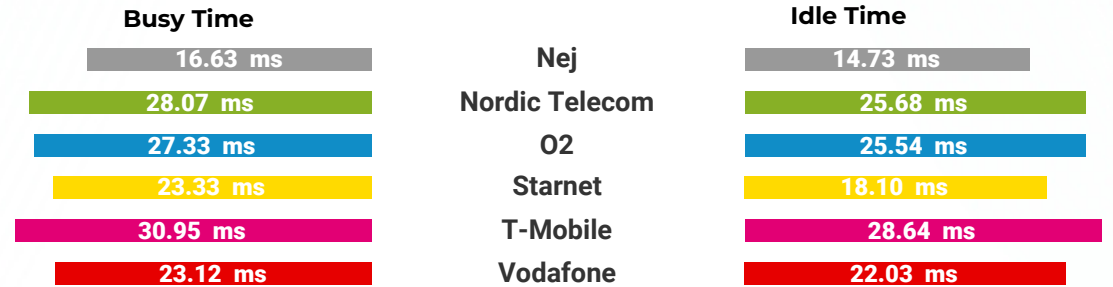 Busy Time Idle Time
16.63 ms Nej 14.73 ms
28.07 ms Nordic Telecom 25.68 ms
27.33 ms O2 25.54 ms
23.33 ms Starnet 18.10 ms
30.95 ms T-Mobile 28.64 ms
23.12 ms Vodafone 22.03 ms